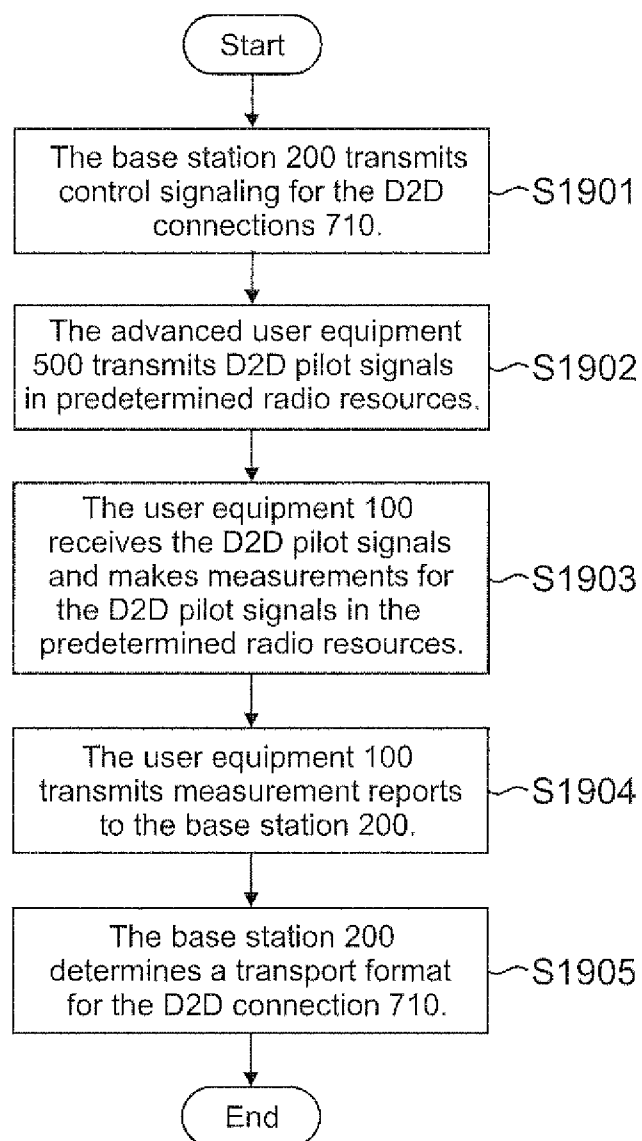 Start
The base station 200 transmits
control signaling for the D2D
connections 710.
S1901
The advanced user equipment
500 transmits D2D pilot signals
in predetermined radio resources.
S1902
The user equipment 100
receives the D2D pilot signals
and makes measurements for
the D2D pilot signals in the
predetermined radio resources.
S1903
The user equipment 100
transmits measurement reports
to the base station 200.
S1904
The base station 200
determines a transport format
for the D2D connection 710.
S1905
End